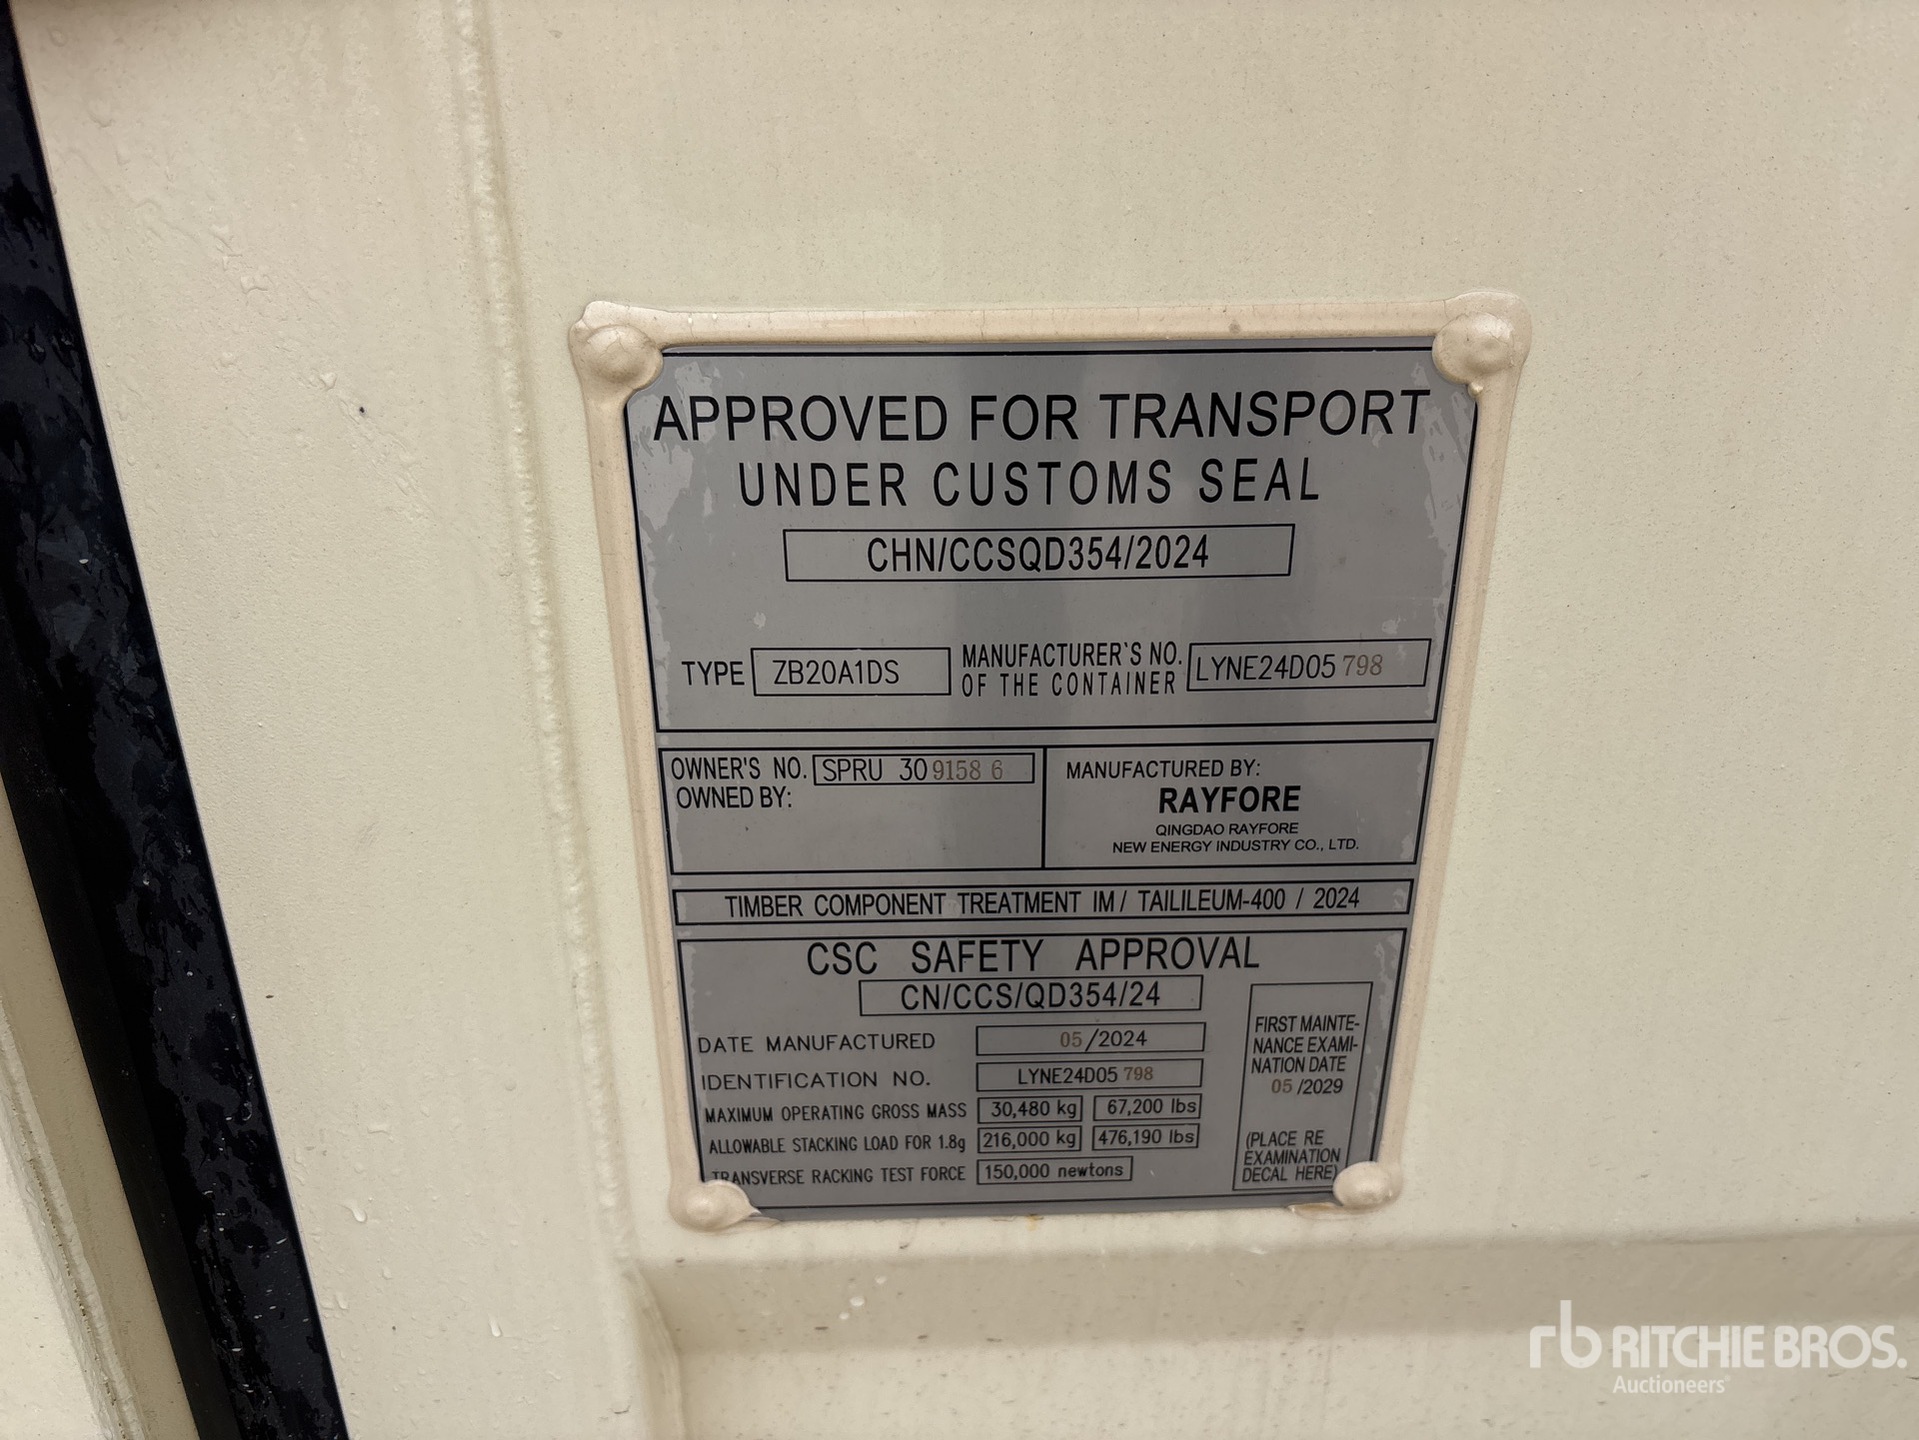 APPROVED FOR TRANSPORT
UNDER CUSTOMS SEAL
CHN/CCSQD354/2024
TYPE ZB20A1DS MANUFACTURER`S NO. OF THE CONTAINER LYNE24D05 798
OWNER'S NO. SPRU 309158 6
OWNED BY:
MANUFACTURED BY:
RAYFORE
QINGDAO RAYFORE
NEW ENERGY INDUSTRY CO., LTD.
TIMBER COMPONENT TREATMENT IM / TAILILEUM-400 / 2024
CSC SAFETY APPROVAL
CN/CCS/QD354/24
DATE MANUFACTURED 05/2024
IDENTIFICATION NO. LYNE24D05 798
MAXIMUM OPERATING GROSS MASS 30,480 kg 67,200 lbs
ALLOWABLE STACKING LOAD FOR 1.8g 216,000 kg 476,190 lbs
TRANSVERSE RACKING TEST FORCE 150,000 newtons
FIRST MAINTE-
NANCE EXAMI-
NATION DATE
05 /2029
(PLACE RE
EXAMINATION
DECAL HERE)
rb RITCHIE BROS.
Auctioneers